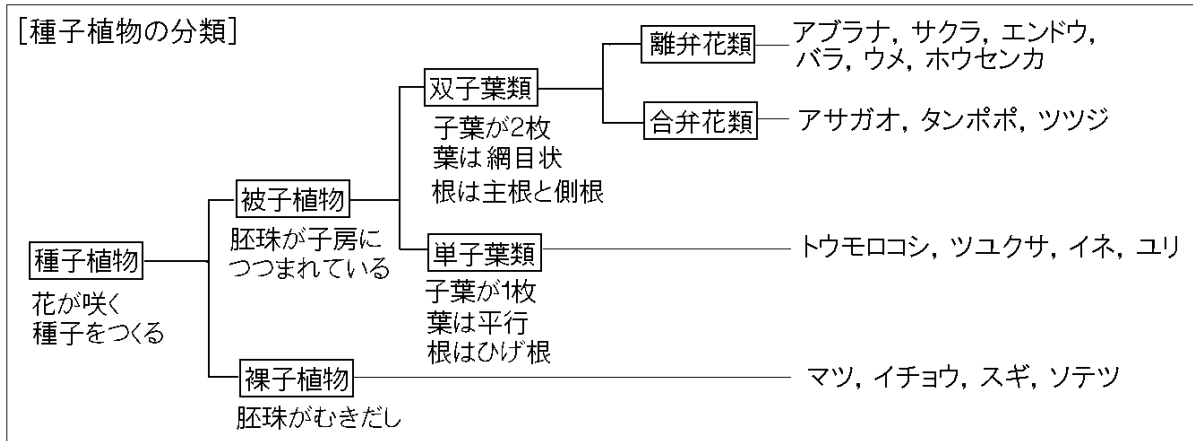 [種子植物の分類]
離弁花類
アブラナ, サクラ, エンドウ,
バラ, ウメ, ホウセンカ
双子葉類
子葉が2枚
葉は網目状
根は主根と側根
合弁花類
アサガオ, タンポポ, ツツジ
被子植物
胚珠が子房に
つつまれている
種子植物
花が咲く
種子をつくる
単子葉類
子葉が1枚
葉は平行
根はひげ根
トウモロコシ, ツユクサ, イネ, ユリ
裸子植物
胚珠がむきだし
マツ, イチョウ, スギ, ソテツ